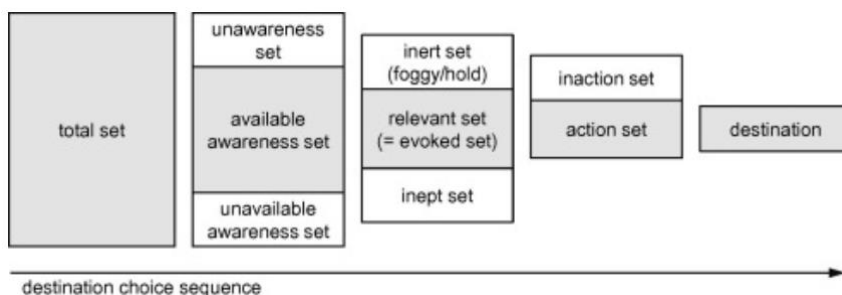 total set
unawareness
set
available
awareness set
unavailable
awareness set
inert set
(foggy/hold)
relevant set
(= evoked set)
inept set
inaction set
action set
destination
destination choice sequence